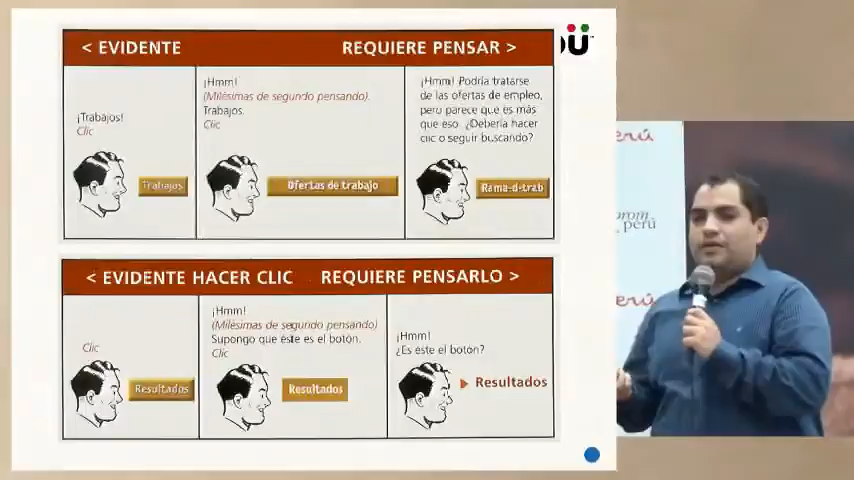 < EVIDENTE
REQUIERE PENSAR >
¡Trabajos!
Clic
Trabajos
¡Hmm!
(Milésimas de segundo pensando).
Trabajos.
Clic
Ofertas de trabajo
¡Hmm! Podría tratarse
de las ofertas de empleo,
pero parece que es más
que eso. ¿Debería hacer
clic o seguir buscando?
Rama-d-trab
< EVIDENTE HACER CLIC
REQUIERE PENSARLO >
Clic
Resultados
¡Hmm!
(Milésimas de segundo pensando)
Supongo que éste es el botón.
Clic
Resultados
¡Hmm!
¿Es éste el botón?
Resultados
perú
prom
perú
perú